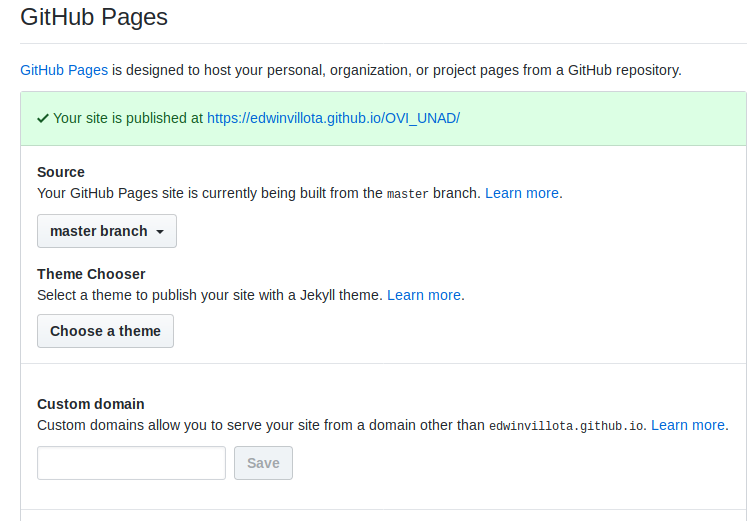 GitHub Pages
GitHub Pages is designed to host your personal, organization, or project pages from a GitHub repository.
Your site is published at https://edwinvillota.github.io/OVI_UNAD/
Source
Your GitHub Pages site is currently being built from the master branch. Learn more.
master branch
Theme Chooser
Select a theme to publish your site with a Jekyll theme. Learn more.
Choose a theme
Custom domain
Custom domains allow you to serve your site from a domain other than edwinvillota.github.io. Learn more.
Save